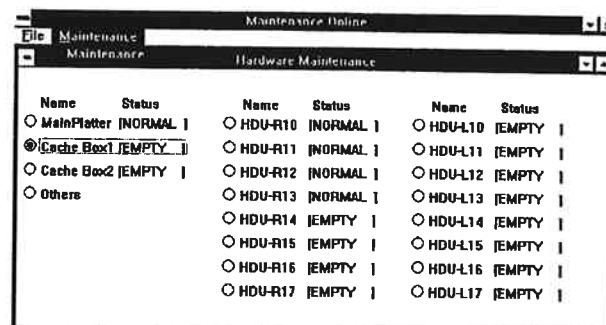 Maintenance Online
File Maintenance
Maintenance Hardware Maintenance
Name Status Name Status Name Status
MainPlatter [NORMAL ] HDU-R10 [NORMAL ] HDU-L10 [EMPTY ]
Cache Box1 [EMPTY ] HDU-R11 [NORMAL ] HDU-L11 [EMPTY ]
Cache Box2 [EMPTY ] HDU-R12 [NORMAL ] HDU-L12 [EMPTY ]
Others HDU-R13 [NORMAL ] HDU-L13 [EMPTY ]
HDU-R14 [EMPTY ] HDU-L14 [EMPTY ]
HDU-R15 [EMPTY ] HDU-L15 [EMPTY ]
HDU-R16 [EMPTY ] HDU-L16 [EMPTY ]
HDU-R17 [EMPTY ] HDU-L17 [EMPTY ]